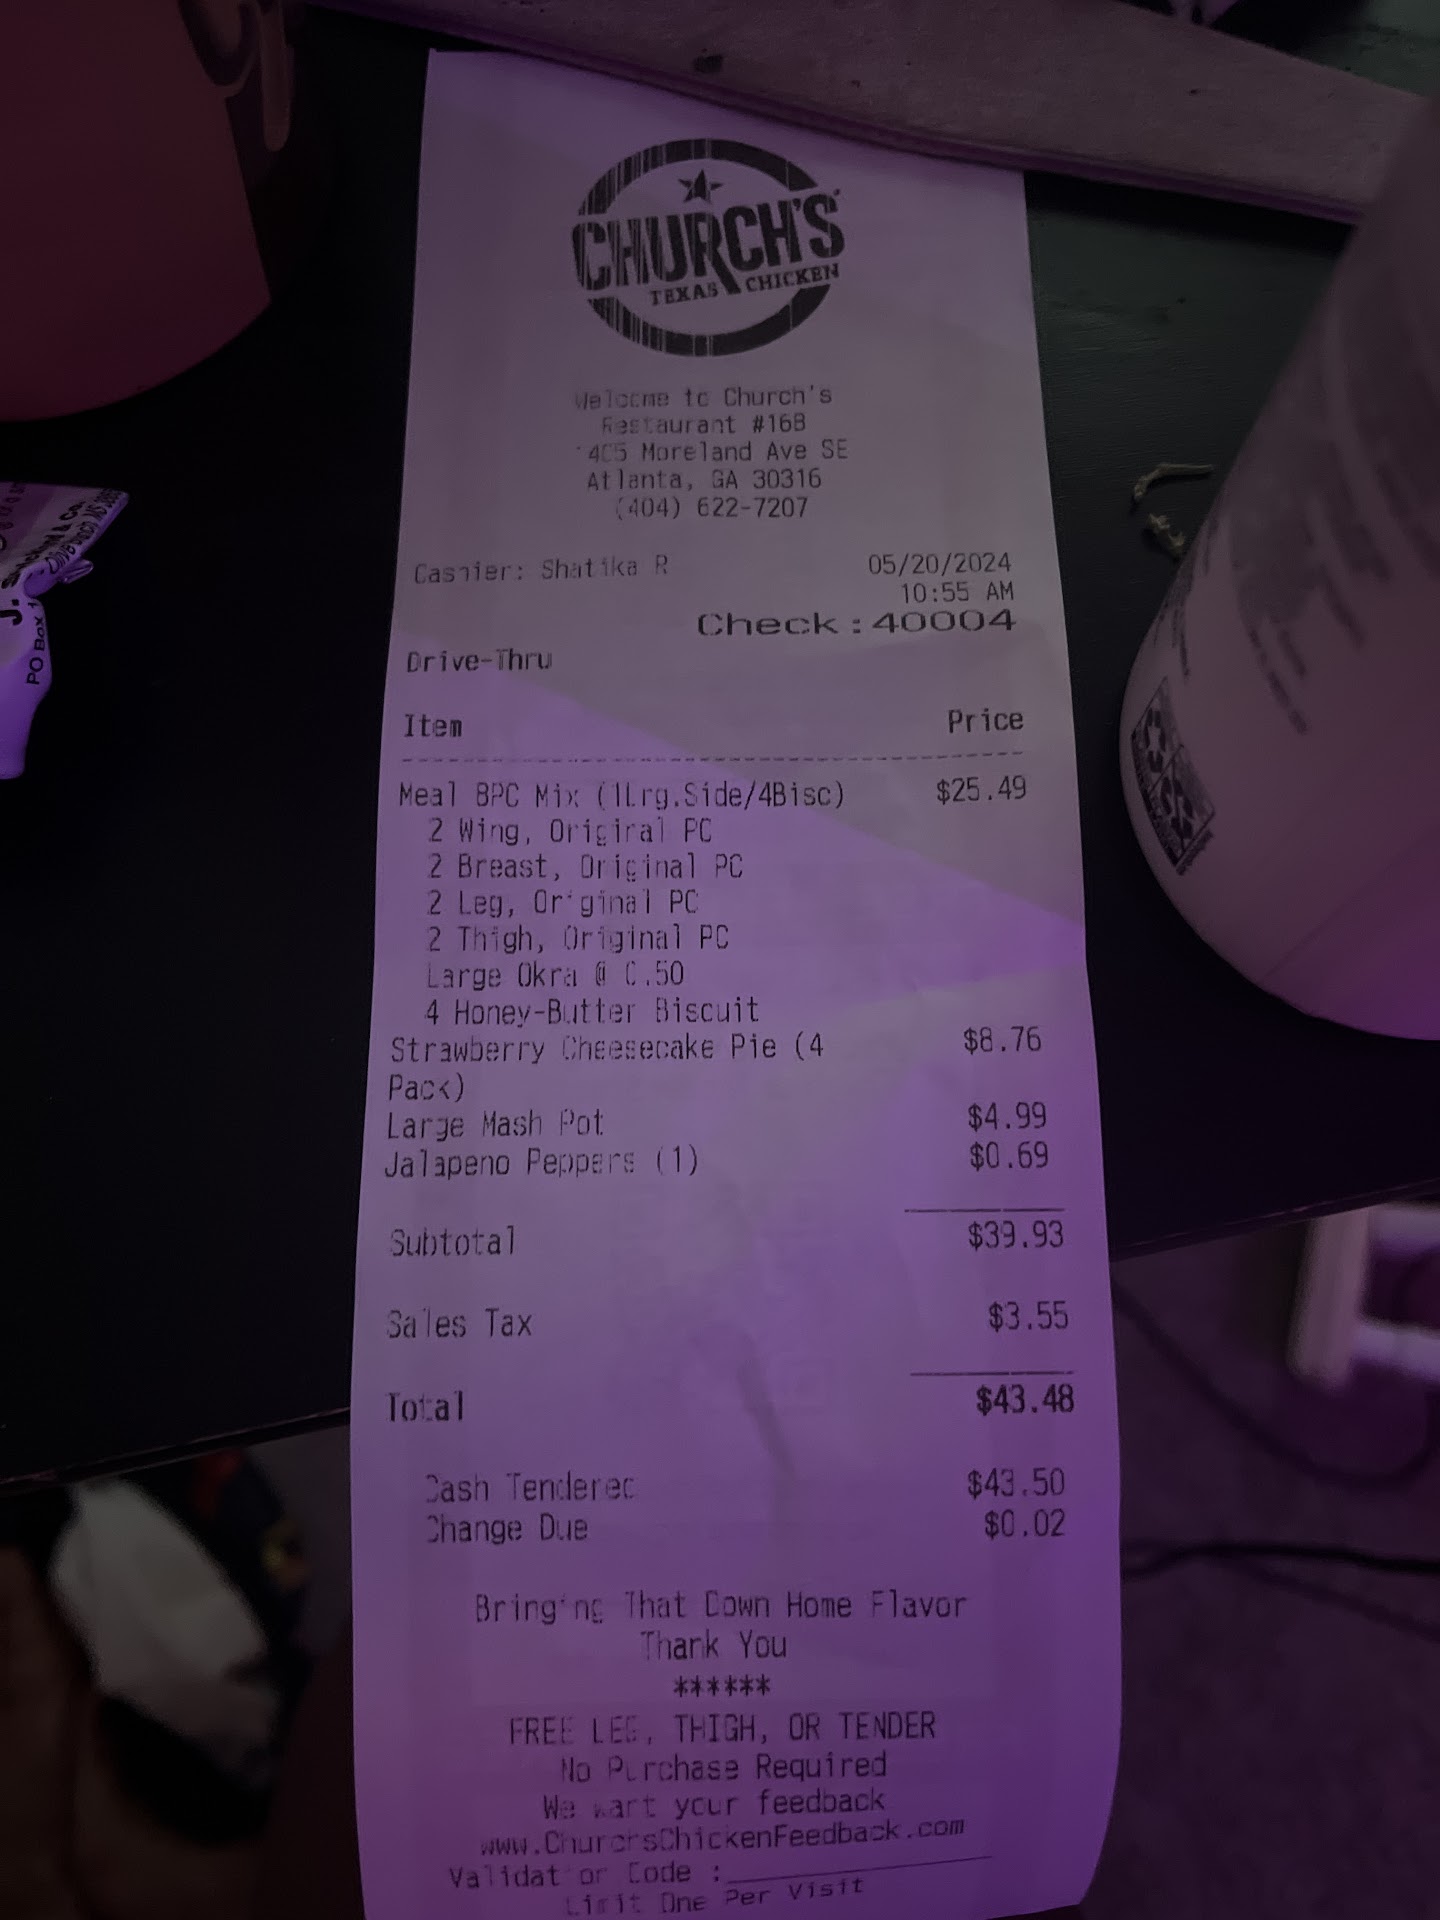 CHURCH'S
TEXAS CHICKEN
Welcome to Church's
Restaurant #168
405 Moreland Ave SE
Atlanta, GA 30316
(404) 622-7207
Cashier: Shatika R 05/20/2024
10:55 AM
Check:40004
Drive-Thru
Item Price
Meal 8PC Mix (1Lrg.Side/4Bisc) $25.49
2 Wing, Original PC
2 Breast, Original PC
2 Leg, Original PC
2 Thigh, Original PC
Large Okra @ 0.50
4 Honey-Butter Biscuit
Strawberry Cheesecake Pie (4 $8.76
Pack)
Large Mash Pot $4.99
Jalapeno Peppers (1) $0.69
Subtotal $39.93
Sales Tax $3.55
Total $43.48
Cash Tendered $43.50
Change Due $0.02
Bringing That Down Home Flavor
Thank You
******
FREE LEG, THIGH, OR TENDER
No Purchase Required
We want your feedback
www.ChurchsChickenFeedback.com
Validation Code :
Limit One Per Visit
& Co.
PO Box